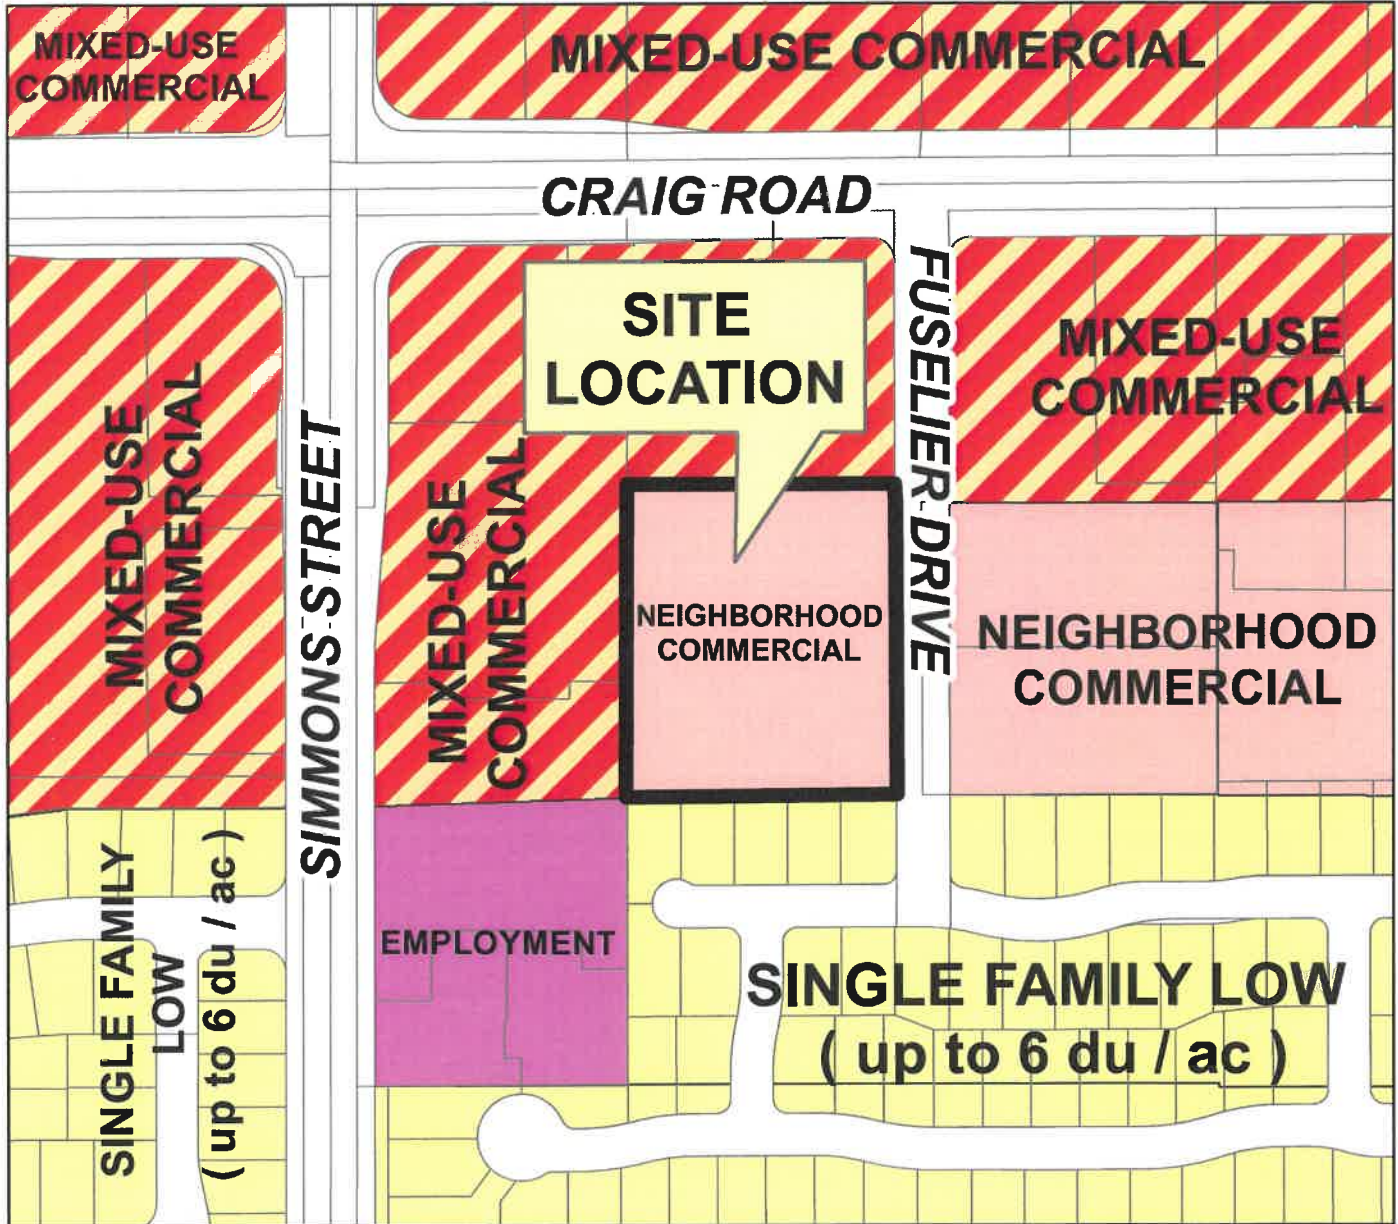 MIXED-USE
COMMERCIAL
MIXED-USE COMMERCIAL
CRAIG ROAD
SITE
LOCATION
FUSELIER DRIVE
MIXED-USE
COMMERCIAL
MIXED-USE
COMMERCIAL
SIMMONS STREET
MIXED-USE
COMMERCIAL
NEIGHBORHOOD
COMMERCIAL
NEIGHBORHOOD
COMMERCIAL
SINGLE FAMILY
LOW
( up to 6 du / ac )
EMPLOYMENT
SINGLE FAMILY LOW
( up to 6 du / ac )